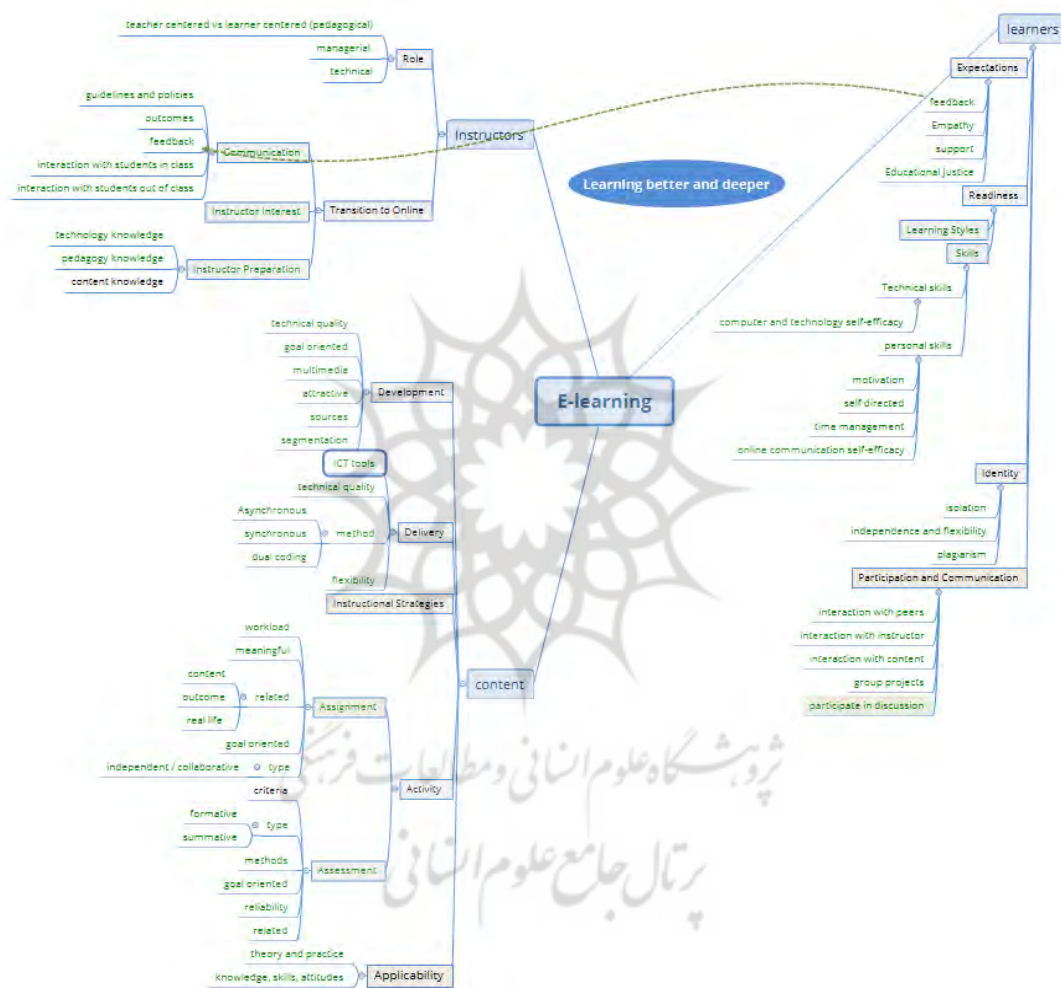 learners
Expectations
feedback
Empathy
support
Educational Justice
Readiness
Learning Styles
Skills
Technical skills
computer and technology self-efficacy
personal skills
motivation
self directed
time management
online communication self-efficacy
Identity
isolation
independence and flexibility
plagiarism
Participation and Communication
interaction with peers
interaction with instructor
interaction with content
group projects
participate in discussion
Learning better and deeper
E-learning
Instructors
Role
teacher centered vs learner centered (pedagogical)
managerial
technical
Transition to Online
Communication
guidelines and policies
outcomes
feedback
interaction with students in class
interaction with students out of class
Instructor Interest
Instructor Preparation
technology knowledge
pedagogy knowledge
content knowledge
content
Development
technical quality
goal oriented
multimedia
attractive
sources
segmentation
Delivery
ICT tools
technical quality
method
Asynchronous
synchronous
dual coding
flexibility
Instructional Strategies
Activity
Assignment
workload
meaningful
related
content
outcome
real life
goal oriented
type
independent / collaborative
Assessment
criteria
type
formative
summative
methods
goal oriented
reliability
related
Applicability
theory and practice
knowledge, skills, attitudes
پژوهشگاه علوم انسانی و مطالعات فرهنگی
پرتال جامع علوم انسانی